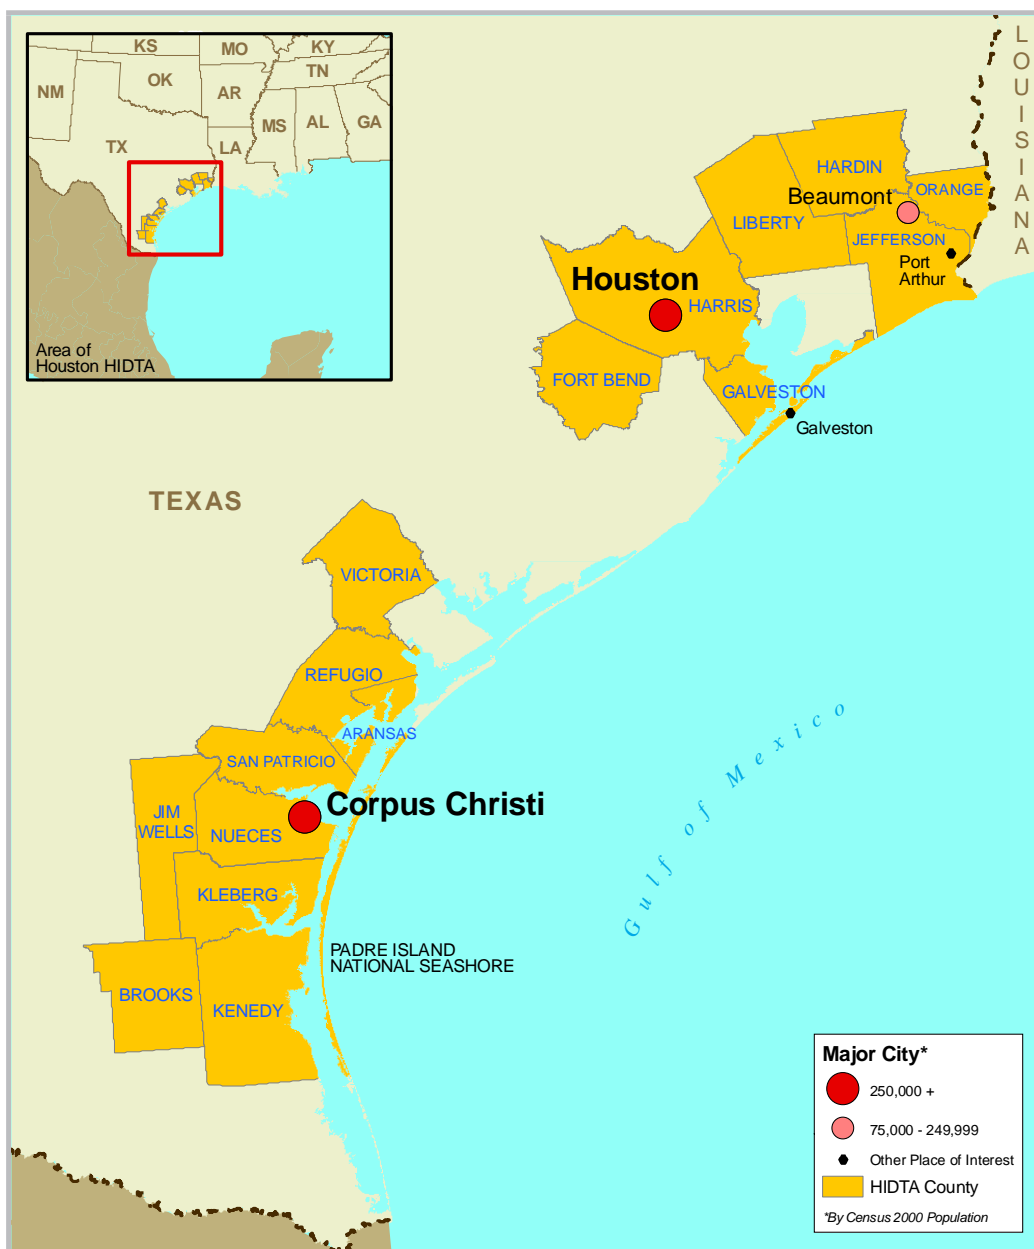 KS
MO
KY
NM
OK
AR
TN
MS
AL
GA
TX
LA
Area of
Houston HIDTA
LOUISIANA
HARDIN
Beaumont
ORANGE
LIBERTY
JEFFERSON
Port
Arthur
Houston
HARRIS
FORT BEND
GALVESTON
Galveston
TEXAS
VICTORIA
REFUGIO
ARANSAS
SAN PATRICIO
Corpus Christi
JIM
WELLS
NUECES
KLEBERG
PADRE ISLAND
NATIONAL SEASHORE
BROOKS
KENEDY
Gulf of Mexico
Major City*
250,000 +
75,000 - 249,999
Other Place of Interest
HIDTA County
*By Census 2000 Population